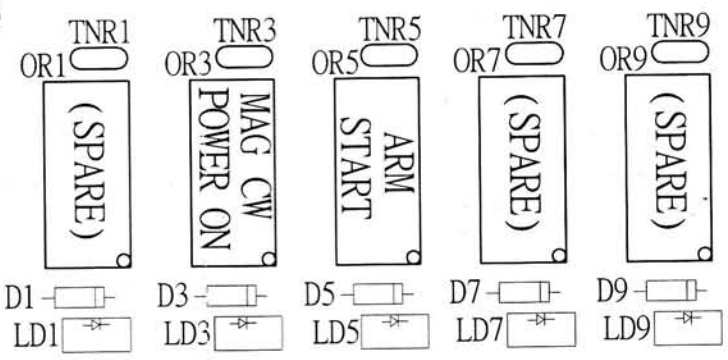 TNR1 TNR3 TNR5 TNR7 TNR9
OR1 OR3 OR5 OR7 OR9
(SPARE)
MAG CW
POWER ON
ARM
START
(SPARE)
(SPARE)
D1 D3 D5 D7 D9
LD1 LD3 LD5 LD7 LD9